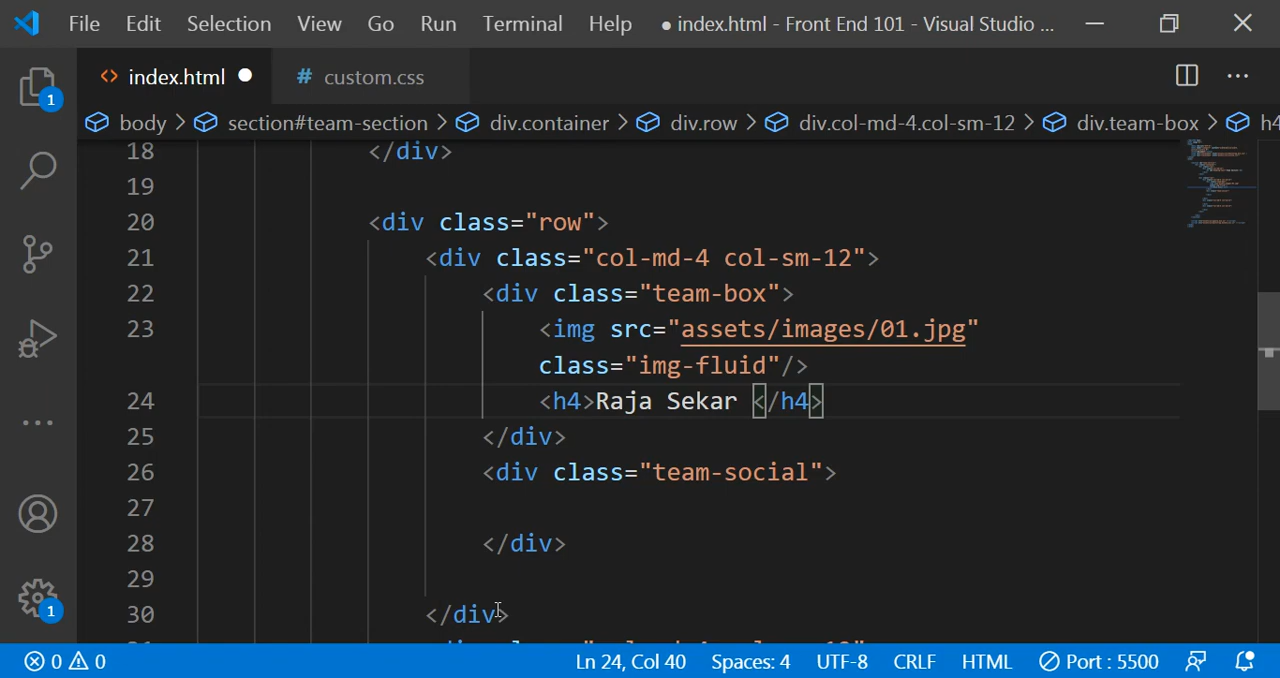 File Edit Selection View Go Run Terminal Help ● index.html - Front End 101 - Visual Studio ...
<> index.html ● # custom.css ...
body > section#team-section > div.container > div.row > div.col-md-4.col-sm-12 > div.team-box > h4
18 </div>
19
20 <div class="row">
21 <div class="col-md-4 col-sm-12">
22 <div class="team-box">
23 <img src="assets/images/01.jpg"
class="img-fluid"/>
24 <h4>Raja Sekar </h4>
25 </div>
26 <div class="team-social">
27
28 </div>
29
30 </div>
1
1
0 0 Ln 24, Col 40 Spaces: 4 UTF-8 CRLF HTML Port : 5500